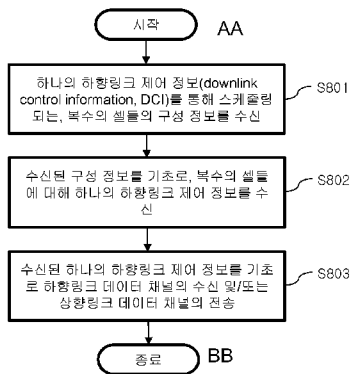 시작
AA
하나의 하향링크 제어 정보(downlink
control information, DCI)를 통해 스케줄링
되는, 복수의 셀들의 구성 정보를 수신
S801
수신된 구성 정보를 기초로, 복수의 셀들
에 대해 하나의 하향링크 제어 정보를 수
신
S802
수신된 하나의 하향링크 제어 정보를 기초
로 하향링크 데이터 채널의 수신 및/또는
상향링크 데이터 채널의 전송
S803
종료
BB